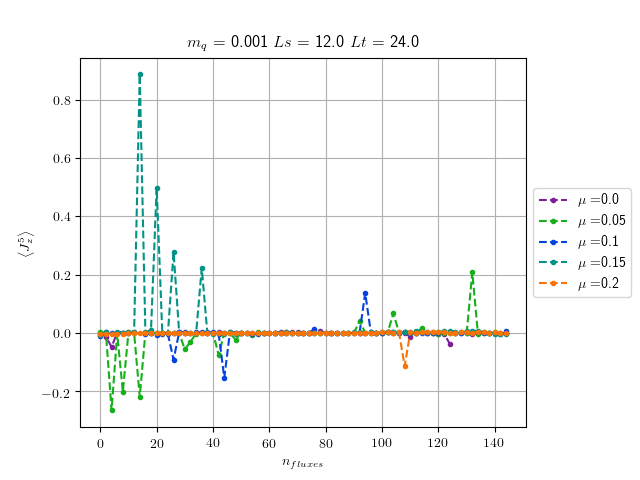 m_q = 0.001 Ls = 12.0 Lt = 24.0
⟨J_z^5⟩
0.8
0.6
0.4
0.2
0.0
−0.2
0 20 40 60 80 100 120 140
n_{fluxes}
μ =0.0
μ =0.05
μ =0.1
μ =0.15
μ =0.2